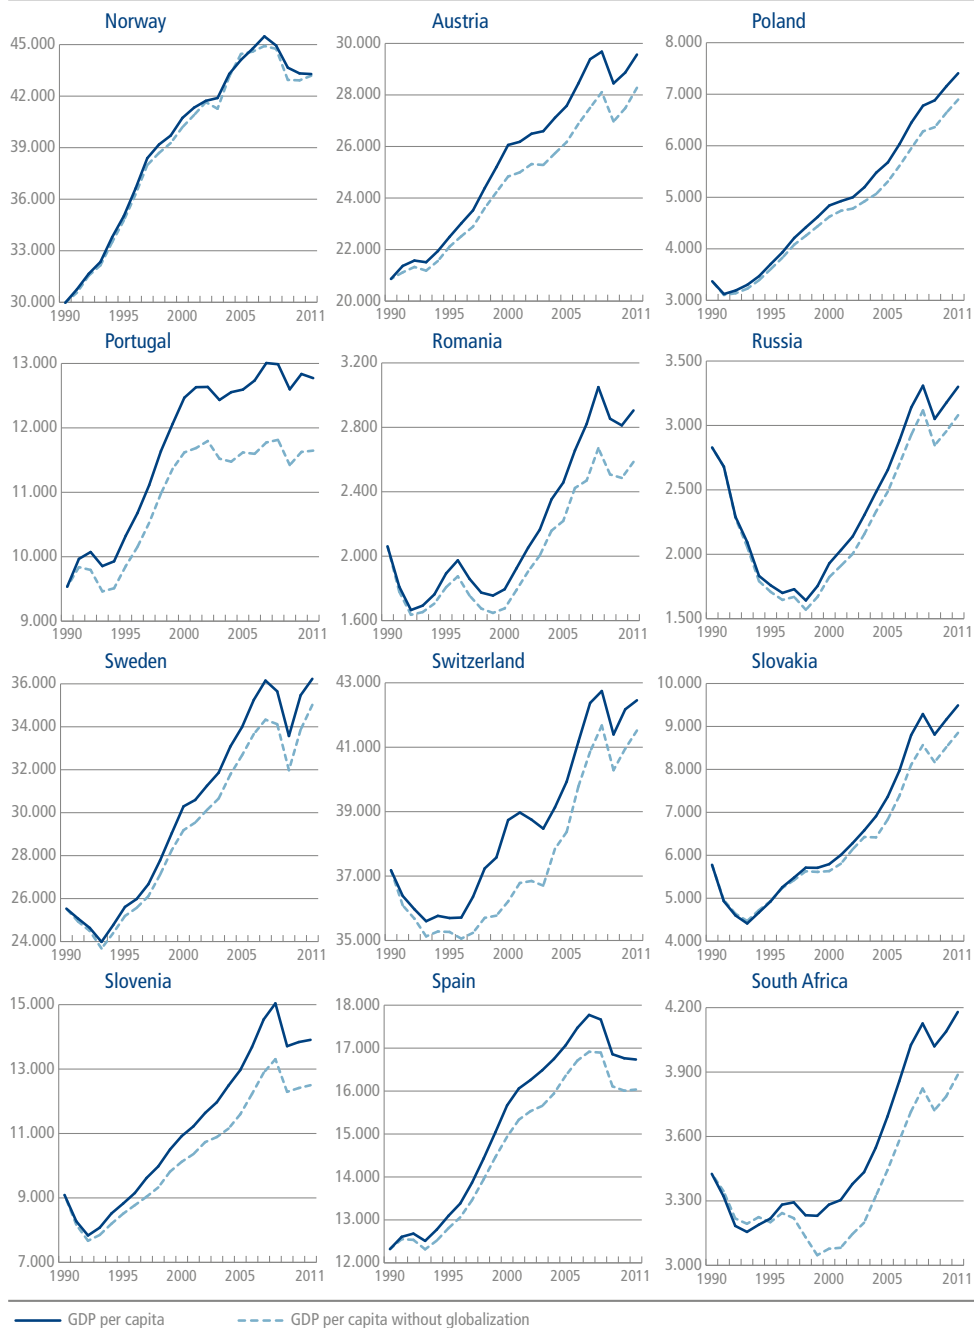 Norway Austria Poland
45.000 30.000 8.000
42.000 28.000 7.000
39.000 26.000 6.000
36.000 24.000 5.000
33.000 22.000 4.000
30.000 20.000 3.000
1990 1995 2000 2005 2011 1990 1995 2000 2005 2011 1990 1995 2000 2005 2011
Portugal Romania Russia
13.000 3.200 3.500
12.000 2.800 3.000
11.000 2.400 2.500
10.000 2.000 2.000
9.000 1.600 1.500
1990 1995 2000 2005 2011 1990 1995 2000 2005 2011 1990 1995 2000 2005 2011
Sweden Switzerland Slovakia
36.000 43.000 10.000
34.000 41.000 9.000
32.000 39.000 8.000
30.000 37.000 7.000
28.000 35.000 6.000
26.000 5.000
24.000 4.000
1990 1995 2000 2005 2011 1990 1995 2000 2005 2011 1990 1995 2000 2005 2011
Slovenia Spain South Africa
15.000 18.000 4.200
13.000 17.000 3.900
11.000 16.000 3.600
9.000 15.000 3.300
7.000 14.000 3.000
13.000
12.000
1990 1995 2000 2005 2011 1990 1995 2000 2005 2011 1990 1995 2000 2005 2011
GDP per capita GDP per capita without globalization